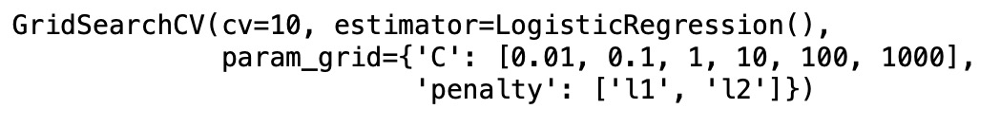 GridSearchCV(cv=10, estimator=LogisticRegression(),
             param_grid={'C': [0.01, 0.1, 1, 10, 100, 1000],
                         'penalty': ['l1', 'l2']})